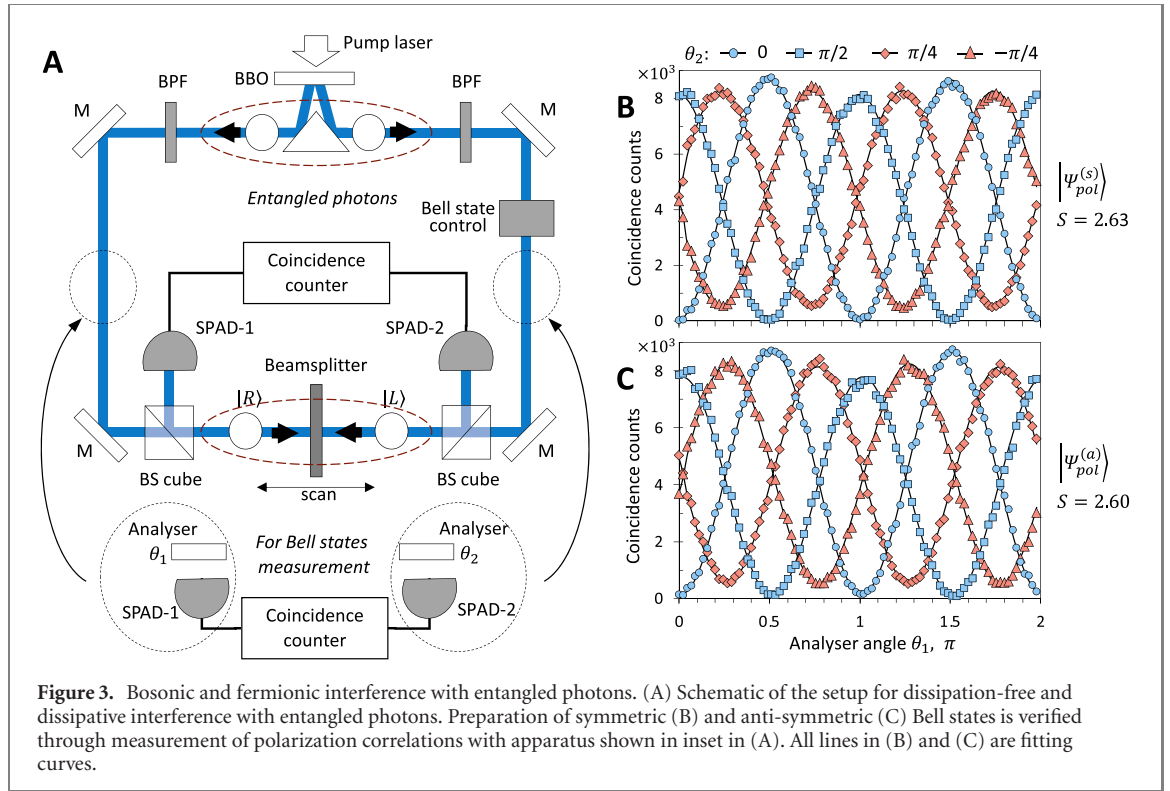 A
Pump laser
BBO
BPF
BPF
M
M
Entangled photons
Bell state
control
Coincidence
counter
SPAD-1
SPAD-2
Beamsplitter
|R⟩
|L⟩
M
M
BS cube
BS cube
scan
Analyser
θ1
For Bell states
measurement
Analyser
θ2
SPAD-1
SPAD-2
Coincidence
counter
θ2: 0 π/2 π/4 −π/4
×10³
B
8
6
4
2
0
Coincidence counts
|Ψ_pol^(s)⟩
S = 2.63
×10³
C
8
6
4
2
0
Coincidence counts
|Ψ_pol^(a)⟩
S = 2.60
0 0.5 1 1.5 2
Analyser angle θ1, π
Figure 3. Bosonic and fermionic interference with entangled photons. (A) Schematic of the setup for dissipation-free and
dissipative interference with entangled photons. Preparation of symmetric (B) and anti-symmetric (C) Bell states is verified
through measurement of polarization correlations with apparatus shown in inset in (A). All lines in (B) and (C) are fitting
curves.